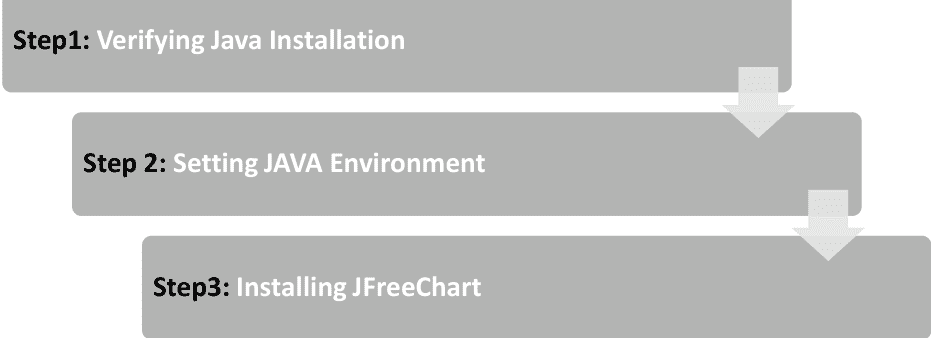 Step1: Verifying Java Installation
Step 2: Setting JAVA Environment
Step3: Installing JFreeChart